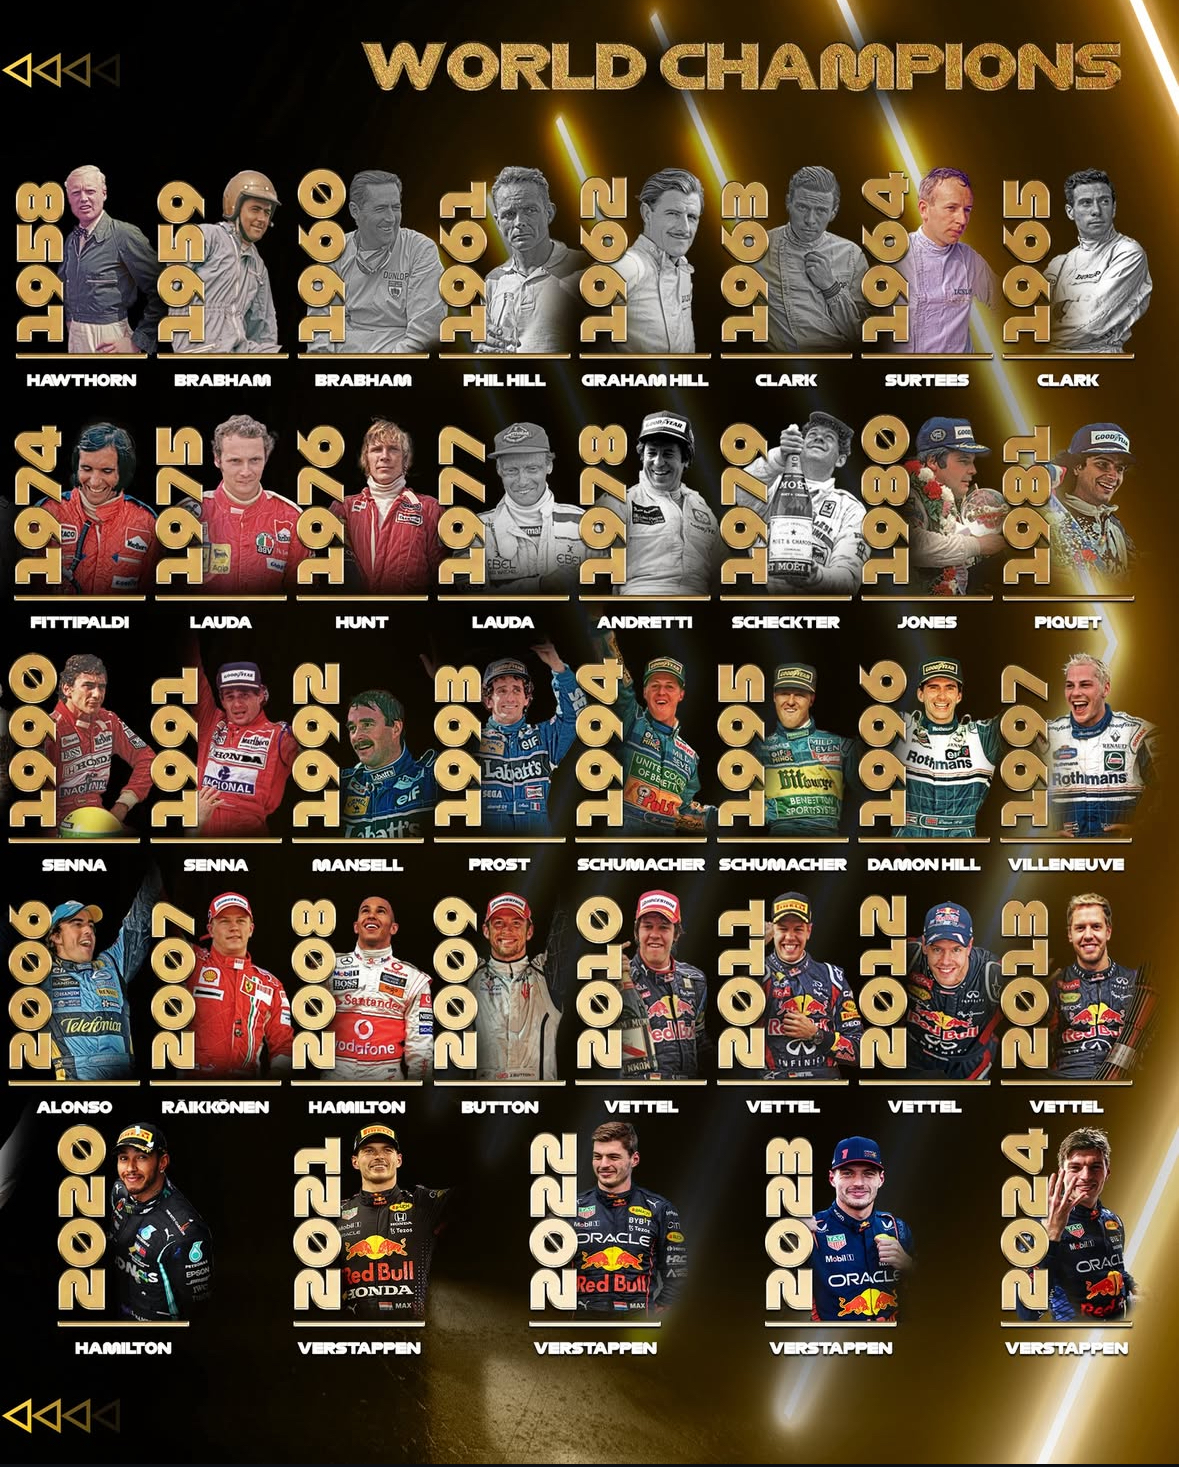 WORLD CHAMPIONS
1958 1959 1960 1961 1962 1963 1964 1965
HAWTHORN BRABHAM BRABHAM PHIL HILL GRAHAM HILL CLARK SURTEES CLARK
1974 1975 1976 1977 1978 1979 1980 1981
FITTIPALDI LAUDA HUNT LAUDA ANDRETTI SCHECKTER JONES PIQUET
1990 1991 1992 1993 1994 1995 1996 1997
SENNA SENNA MANSELL PROST SCHUMACHER SCHUMACHER DAMON HILL VILLENEUVE
2006 2007 2008 2009 2010 2011 2012 2013
ALONSO RÄIKKÖNEN HAMILTON BUTTON VETTEL VETTEL VETTEL VETTEL
2020 2021 2022 2023 2024
HAMILTON VERSTAPPEN VERSTAPPEN VERSTAPPEN VERSTAPPEN